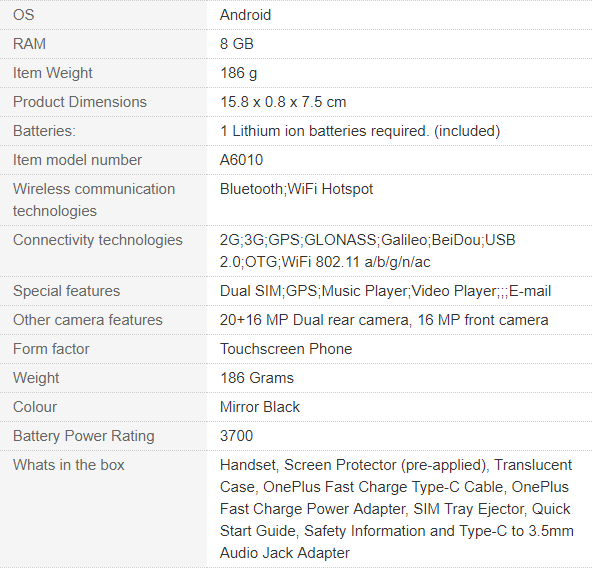 OS Android
RAM 8 GB
Item Weight 186 g
Product Dimensions 15.8 x 0.8 x 7.5 cm
Batteries: 1 Lithium ion batteries required. (included)
Item model number A6010
Wireless communication Bluetooth;WiFi Hotspot
technologies
Connectivity technologies 2G;3G;GPS;GLONASS;Galileo;BeiDou;USB
2.0;OTG;WiFi 802.11 a/b/g/n/ac
Special features Dual SIM;GPS;Music Player;Video Player;;;E-mail
Other camera features 20+16 MP Dual rear camera, 16 MP front camera
Form factor Touchscreen Phone
Weight 186 Grams
Colour Mirror Black
Battery Power Rating 3700
Whats in the box Handset, Screen Protector (pre-applied), Translucent
Case, OnePlus Fast Charge Type-C Cable, OnePlus
Fast Charge Power Adapter, SIM Tray Ejector, Quick
Start Guide, Safety Information and Type-C to 3.5mm
Audio Jack Adapter